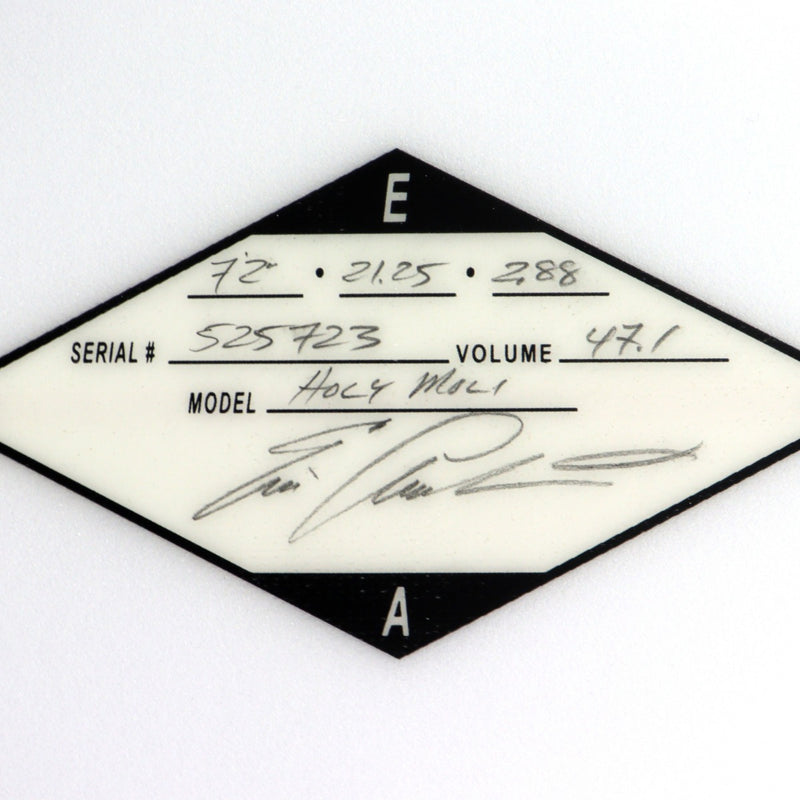 E
7'2" • 21.25 • 2.88
SERIAL # 525723 VOLUME 47.1
MODEL HOLY MOLI
A